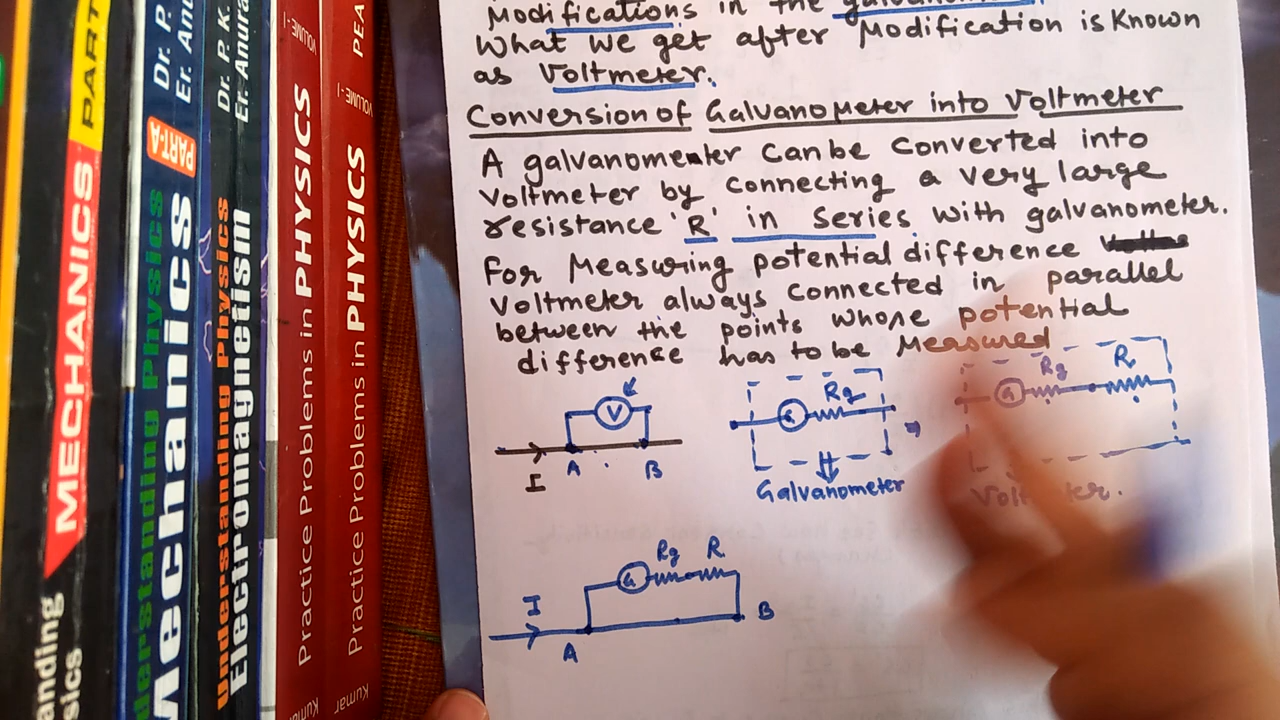 Modifications in the
What we get after Modification is Known
as Voltmeter.
Conversion of Galvanometer into Voltmeter
A galvanometer can be converted into
Voltmeter by connecting a very large
resistance 'R' in series with galvanometer.
For Measuring potential difference
Voltmeter always connected in parallel
between the points whose potential
difference has to be Measured
V
A B
I
G Rg
Galvanometer
G Rg R
I
A
G Rg R
B
MECHANICS PART
Understanding Physics
Mechanics PART-A
Dr. P.
Er. Anu
Understanding Physics
Electromagnetism
Dr. P. K.
Er. Anura
Practice Problems in PHYSICS
VOLUME-I
Kumar
Practice Problems in PHYSICS
VOLUME-I
PEA
Kumar